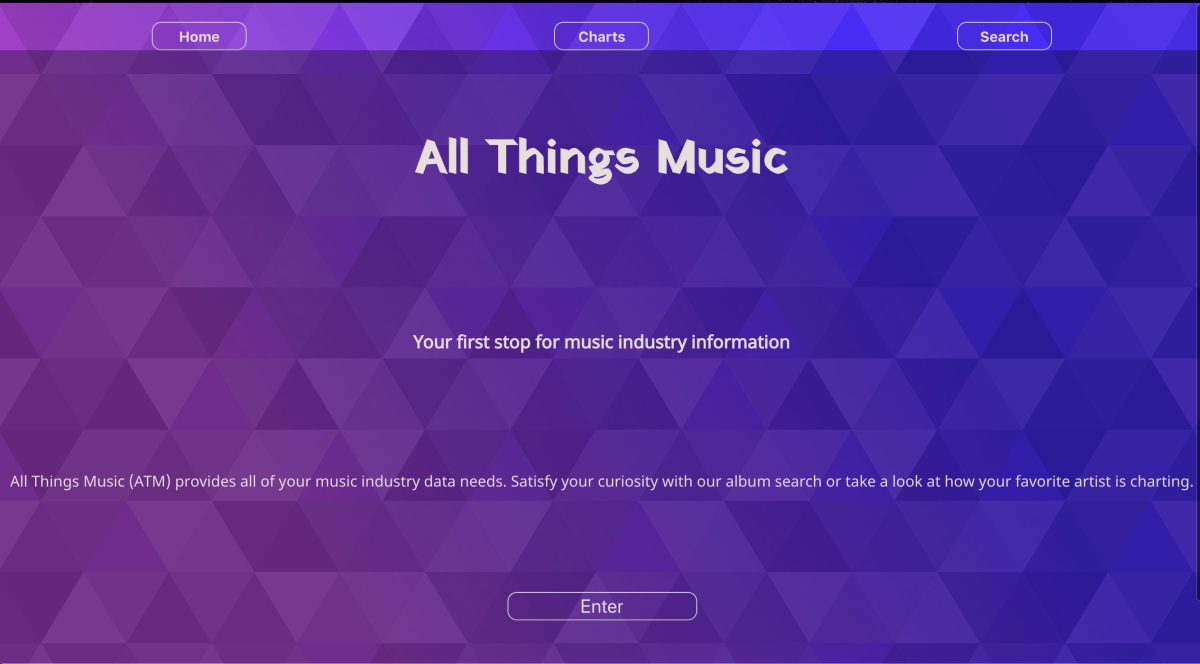 Home
Charts
Search
All Things Music
Your first stop for music industry information
All Things Music (ATM) provides all of your music industry data needs. Satisfy your curiosity with our album search or take a look at how your favorite artist is charting.
Enter